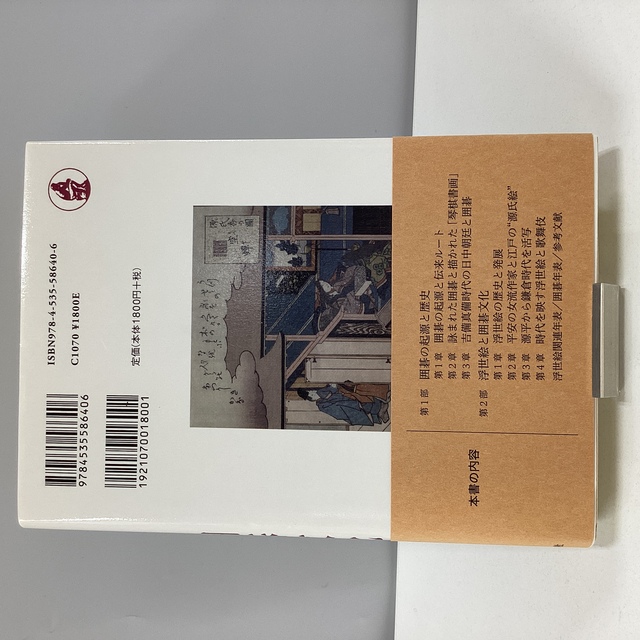 ISBN978-4-535-58640-6
C1070 ¥1800E
定価(本体1800円+税)
9784535586406
1921070018001
本書の内容
第1部 囲碁の起源と歴史
第1章 囲碁の起源と伝来ルート
第2章 詠まれた囲碁と描かれた「琴棋書画」
第3章 吉備真備時代の日中朝廷と囲碁
第2部 浮世絵と囲碁文化
第1章 浮世絵の歴史と発展
第2章 平安の女流作家と江戸の“源氏絵”
第3章 源平から鎌倉時代を活写
第4章 時代を映す浮世絵と歌舞伎
浮世絵関連年表/囲碁年表/参考文献